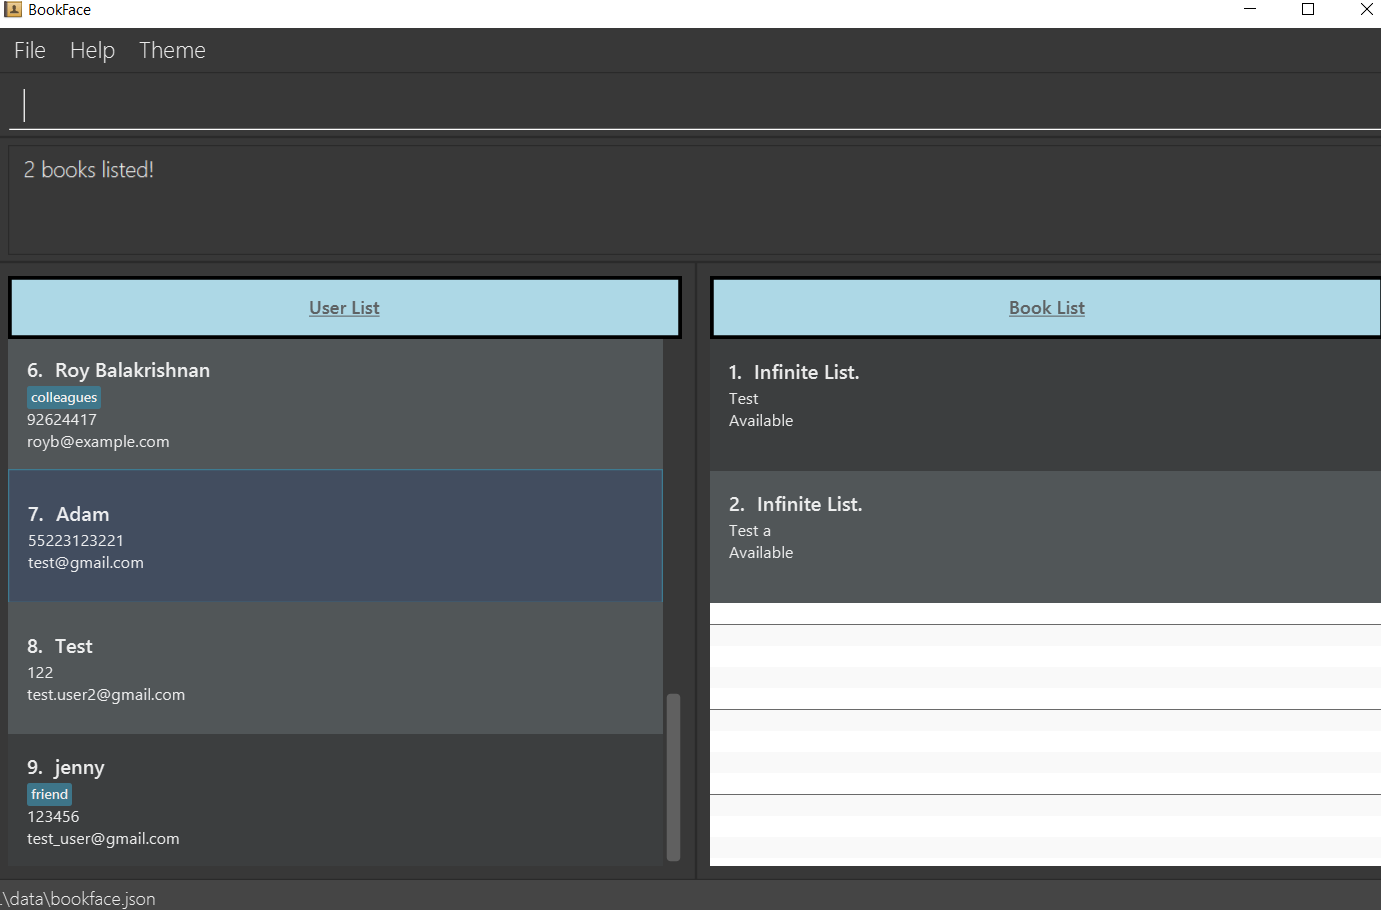 BookFace
File Help Theme
2 books listed!
User List
6. Roy Balakrishnan
colleagues
92624417
royb@example.com
7. Adam
55223123221
test@gmail.com
8. Test
122
test.user2@gmail.com
9. jenny
friend
123456
test_user@gmail.com
Book List
1. Infinite List.
Test
Available
2. Infinite List.
Test a
Available
.\data\bookface.json